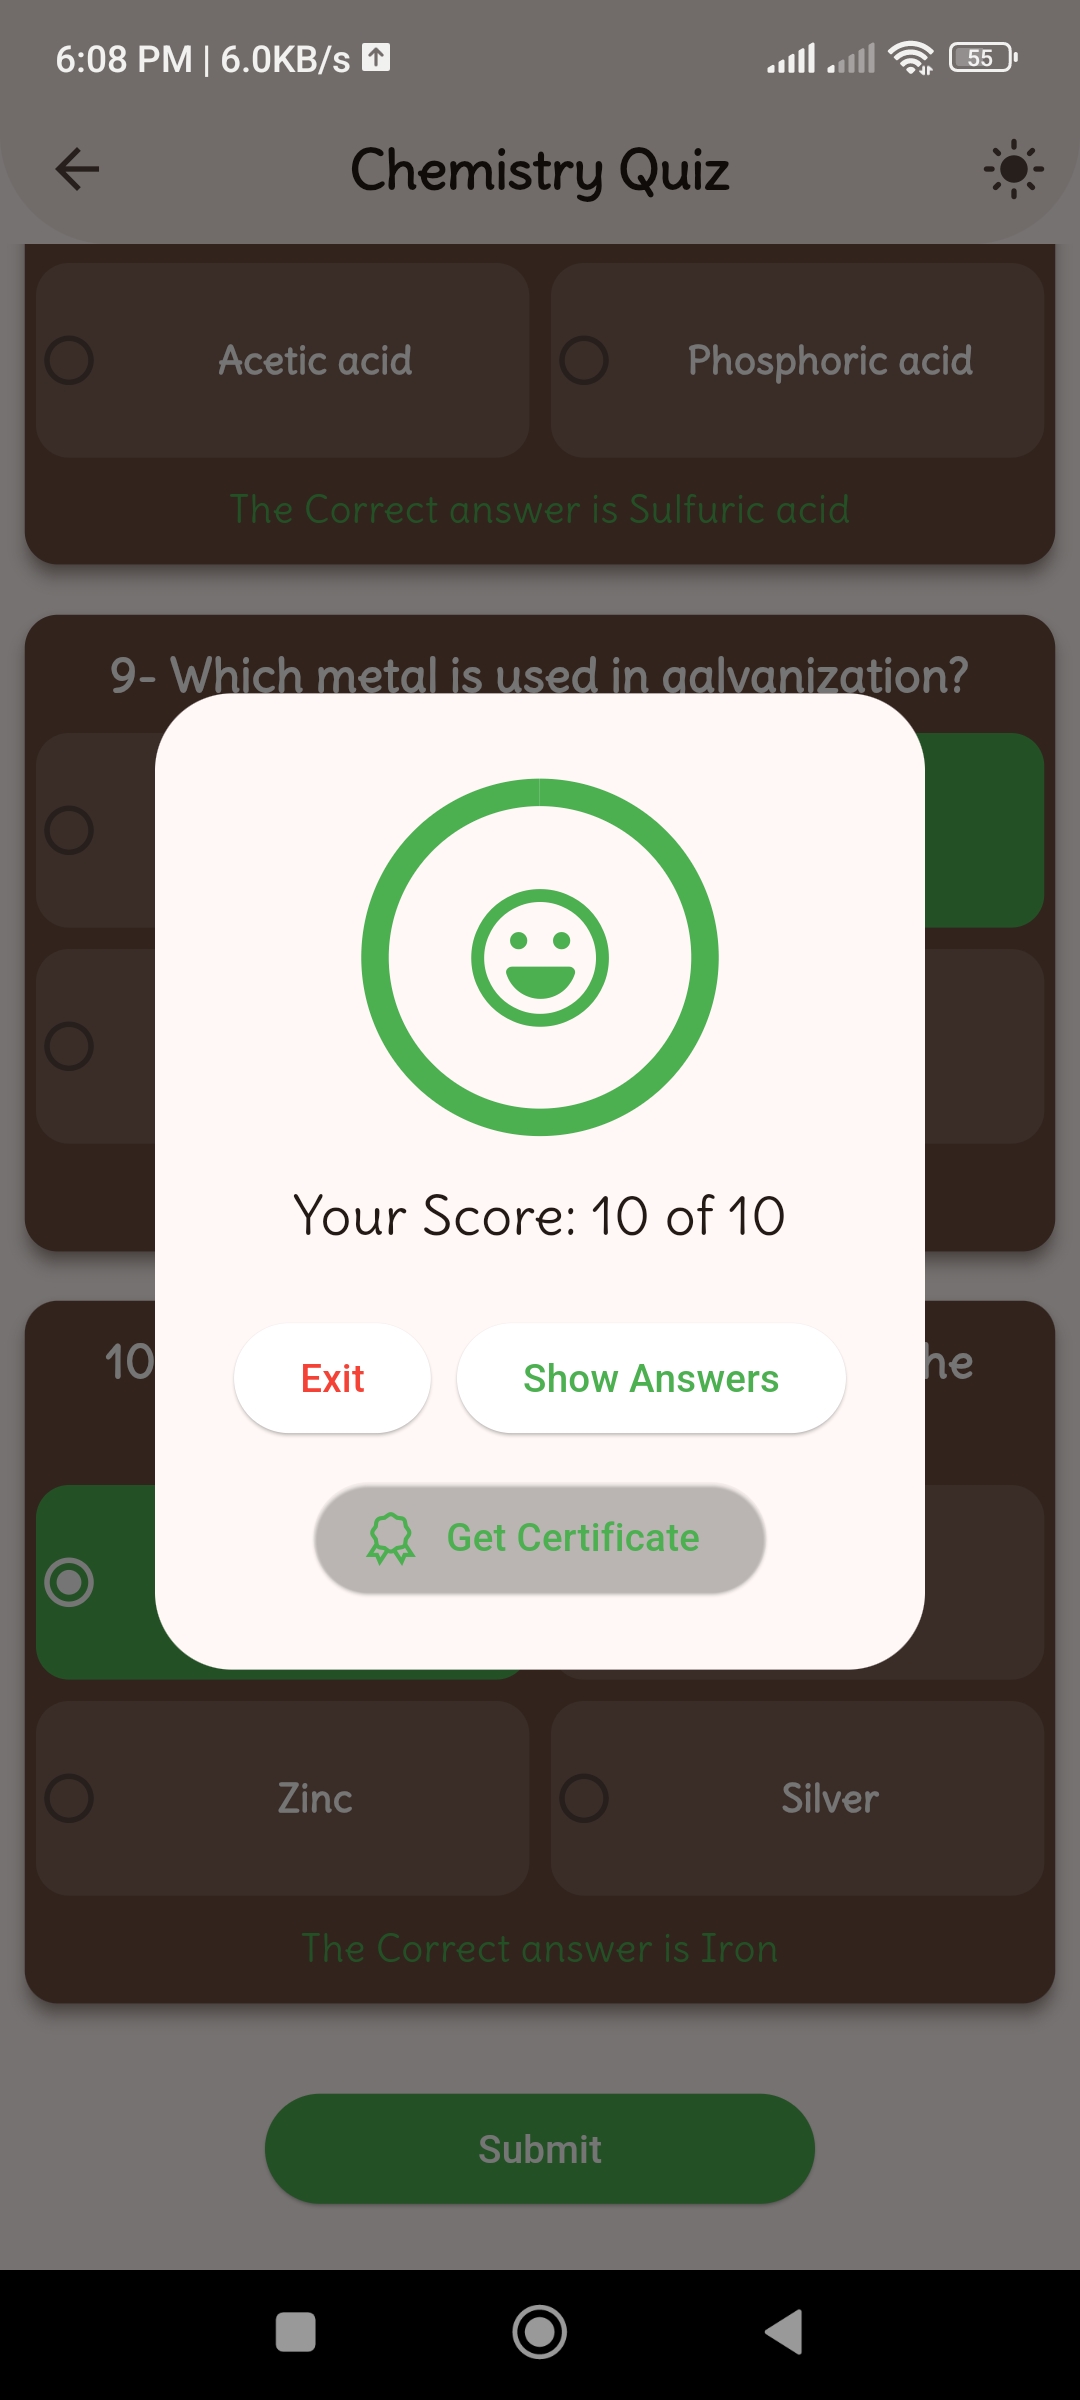 6:08 PM | 6.0KB/s
55
Chemistry Quiz
Acetic acid
Phosphoric acid
The Correct answer is Sulfuric acid
9- Which metal is used in galvanization?
Your Score: 10 of 10
Exit
Show Answers
Get Certificate
10
he
Zinc
Silver
The Correct answer is Iron
Submit